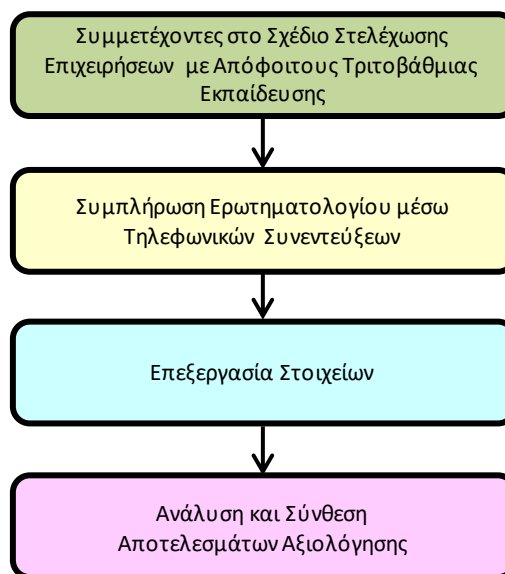 Συμμετέχοντες στο Σχέδιο Στελέχωσης
Επιχειρήσεων με Απόφοιτους Τριτοβάθμιας
Εκπαίδευσης
Συμπλήρωση Ερωτηματολογίου μέσω
Τηλεφωνικών Συνεντεύξεων
Επεξεργασία Στοιχείων
Ανάλυση και Σύνθεση
Αποτελεσμάτων Αξιολόγησης